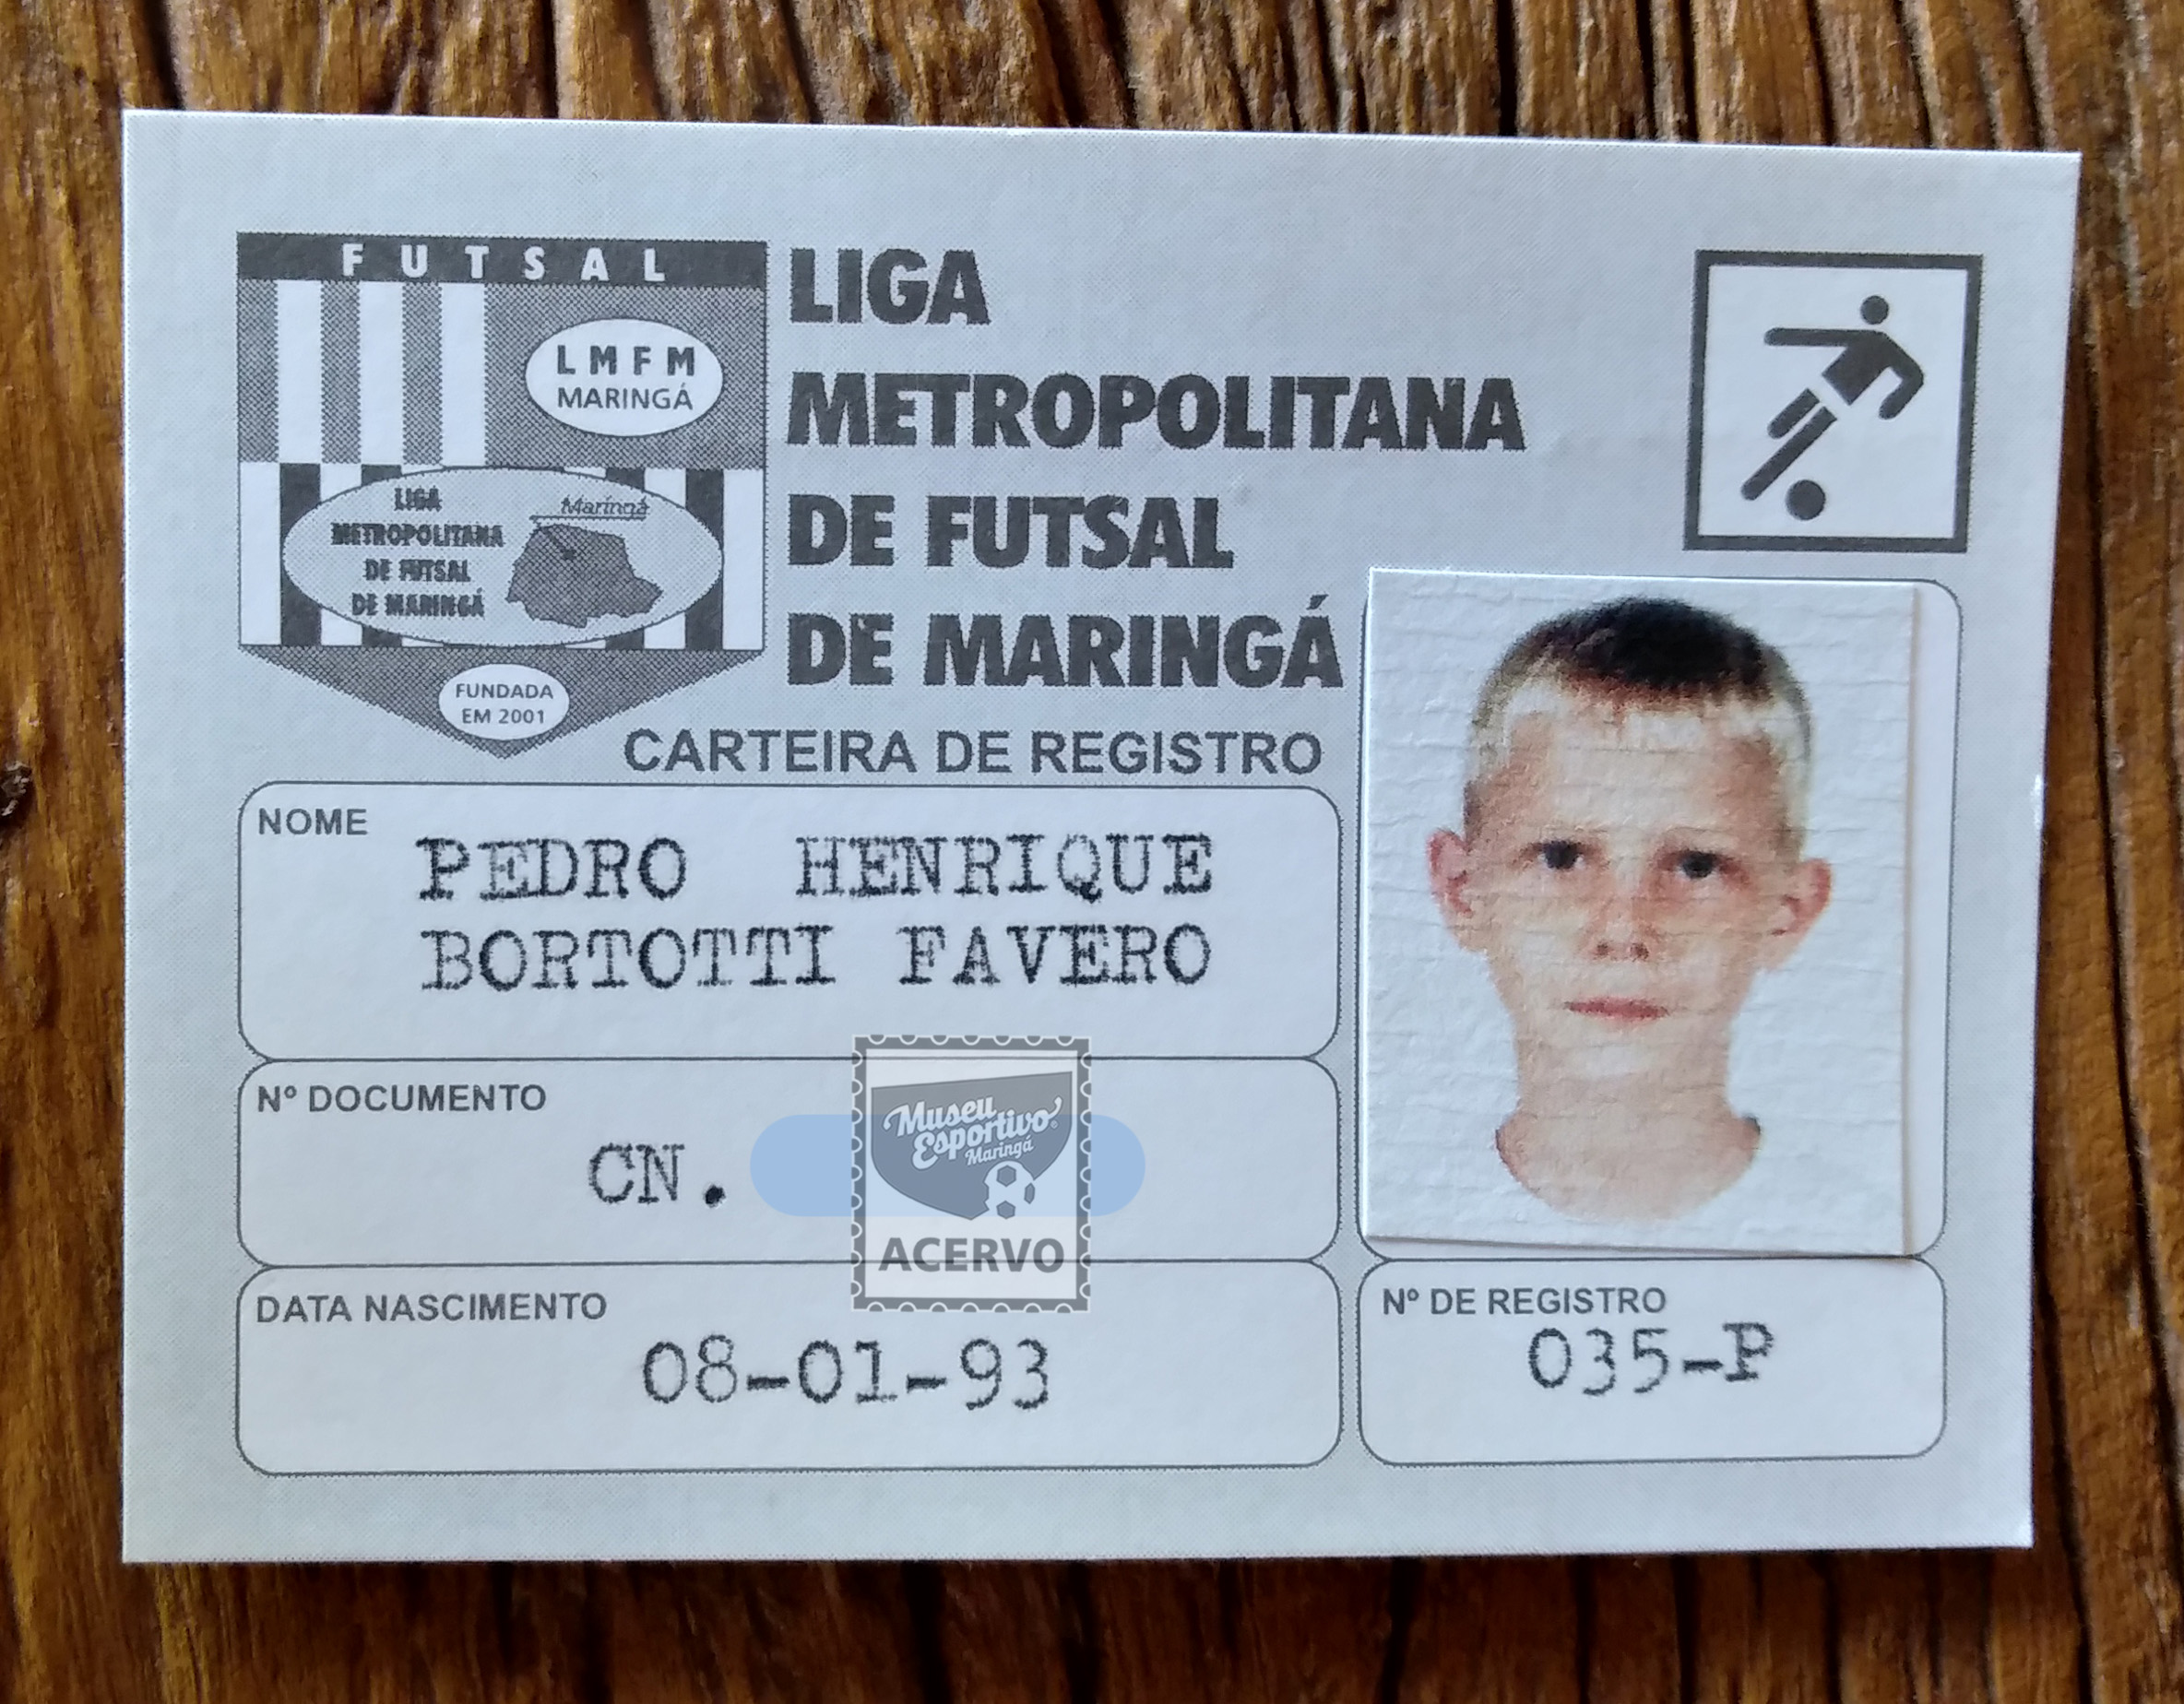 FUTSAL
LMFM
MARINGÁ
LIGA
METROPOLITANA
DE FUTSAL
DE MARINGÁ
Maringá
FUNDADA
EM 2001
LIGA
METROPOLITANA
DE FUTSAL
DE MARINGÁ
CARTEIRA DE REGISTRO
NOME
PEDRO HENRIQUE
BORTOTTI FAVERO
Nº DOCUMENTO
CN.
Museu
Esportivo
Maringá
ACERVO
DATA NASCIMENTO
08-01-93
Nº DE REGISTRO
035-P